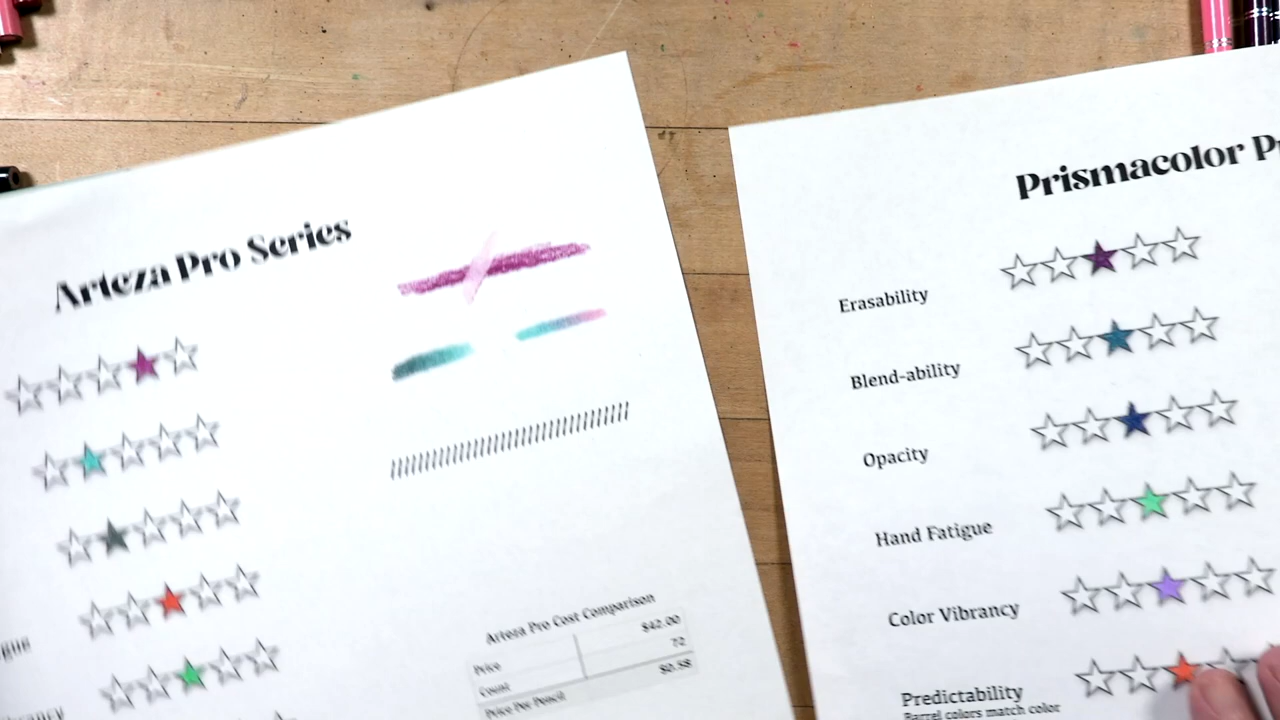 Arteza Pro Series
Arteza Pro Cost Comparison
Price $42.00
Count 72
Price Per Pencil $0.58
Prismacolor
Erasability
Blend-ability
Opacity
Hand Fatigue
Color Vibrancy
Predictability
Barrel colors match color